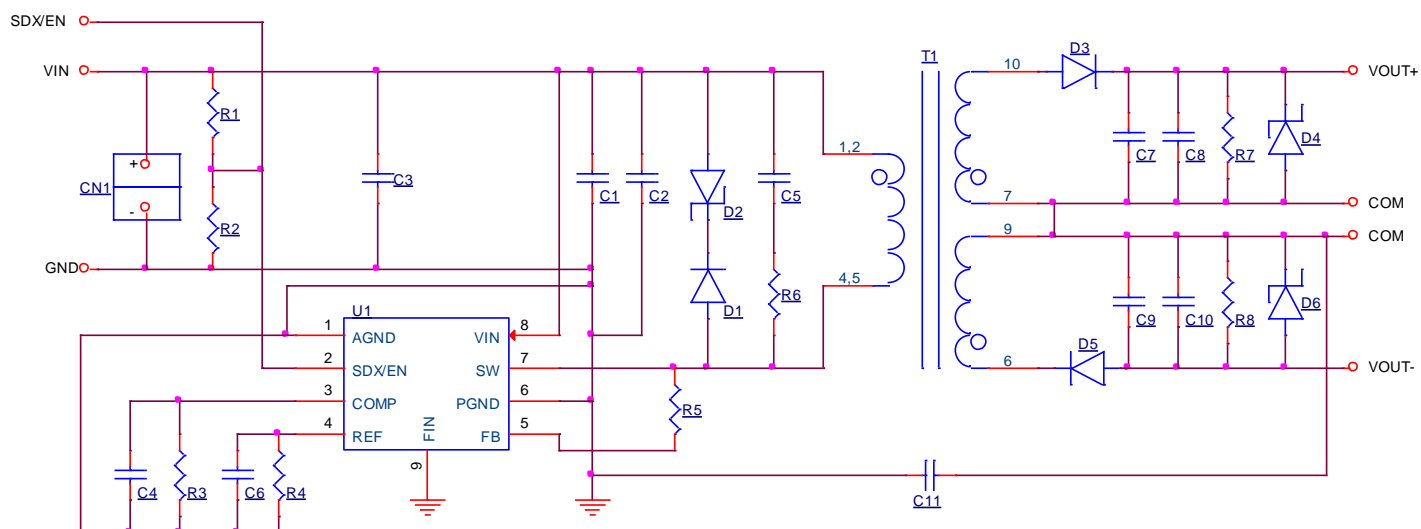 SDX/EN
VIN
GND
CN1
+
-
R1
R2
C3
C1
C2
D2
D1
C5
R6
T1
1,2
4,5
10
7
9
6
D3
D5
C7
C8
R7
D4
C9
C10
R8
D6
VOUT+
COM
COM
VOUT-
U1
1 AGND
2 SDX/EN
3 COMP
4 REF
VIN 8
SW 7
PGND 6
FB 5
FIN
9
R5
C4
R3
C6
R4
C11